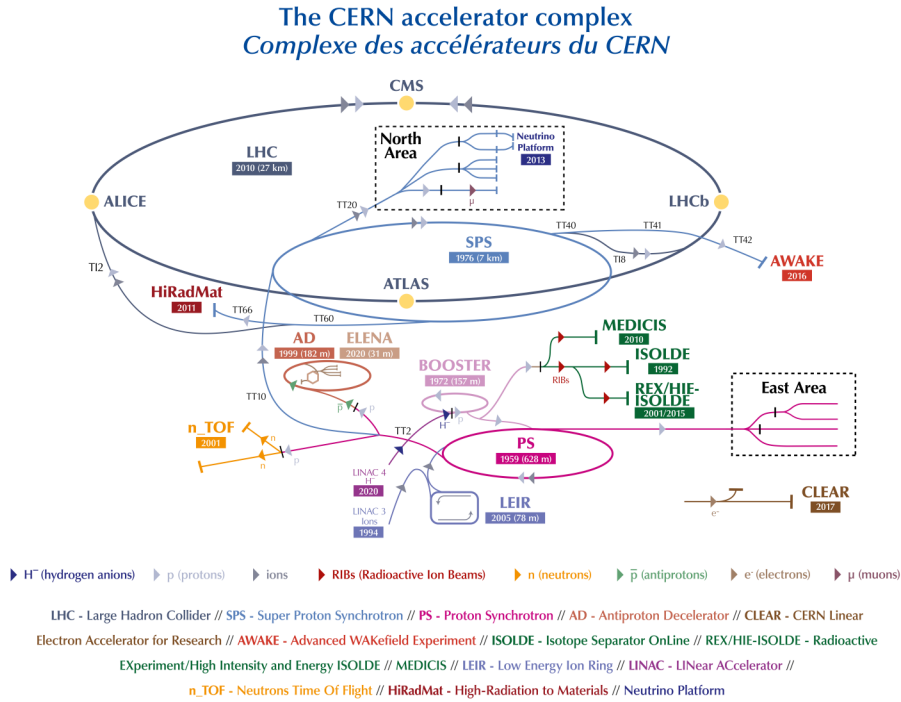 The CERN accelerator complex
Complexe des accélérateurs du CERN
CMS
North
Area
Neutrino
Platform
2013
LHC
2010 (27 km)
μ
ALICE
LHCb
TT20
TT40
TT41
TT42
SPS
1976 (7 km)
TI8
AWAKE
2016
TI2
ATLAS
HiRadMat
2011
TT66
TT60
AD
1999 (182 m)
ELENA
2020 (31 m)
MEDICIS
2010
BOOSTER
1972 (157 m)
ISOLDE
1992
RIBs
REX/HIE-
ISOLDE
2001/2015
East Area
TT10
p̅
p
H⁻
p
n_TOF
2001
n
n
p
TT2
PS
1959 (628 m)
LINAC 4
H⁻
2020
LINAC 3
Ions
1994
LEIR
2005 (78 m)
CLEAR
2017
e⁻
H⁻ (hydrogen anions)
p (protons)
ions
RIBs (Radioactive Ion Beams)
n (neutrons)
p̅ (antiprotons)
e⁻ (electrons)
μ (muons)
LHC - Large Hadron Collider // SPS - Super Proton Synchrotron // PS - Proton Synchrotron // AD - Antiproton Decelerator // CLEAR - CERN Linear
Electron Accelerator for Research // AWAKE - Advanced WAKefield Experiment // ISOLDE - Isotope Separator OnLine // REX/HIE-ISOLDE - Radioactive
EXperiment/High Intensity and Energy ISOLDE // MEDICIS // LEIR - Low Energy Ion Ring // LINAC - LINear ACcelerator //
n_TOF - Neutrons Time Of Flight // HiRadMat - High-Radiation to Materials // Neutrino Platform